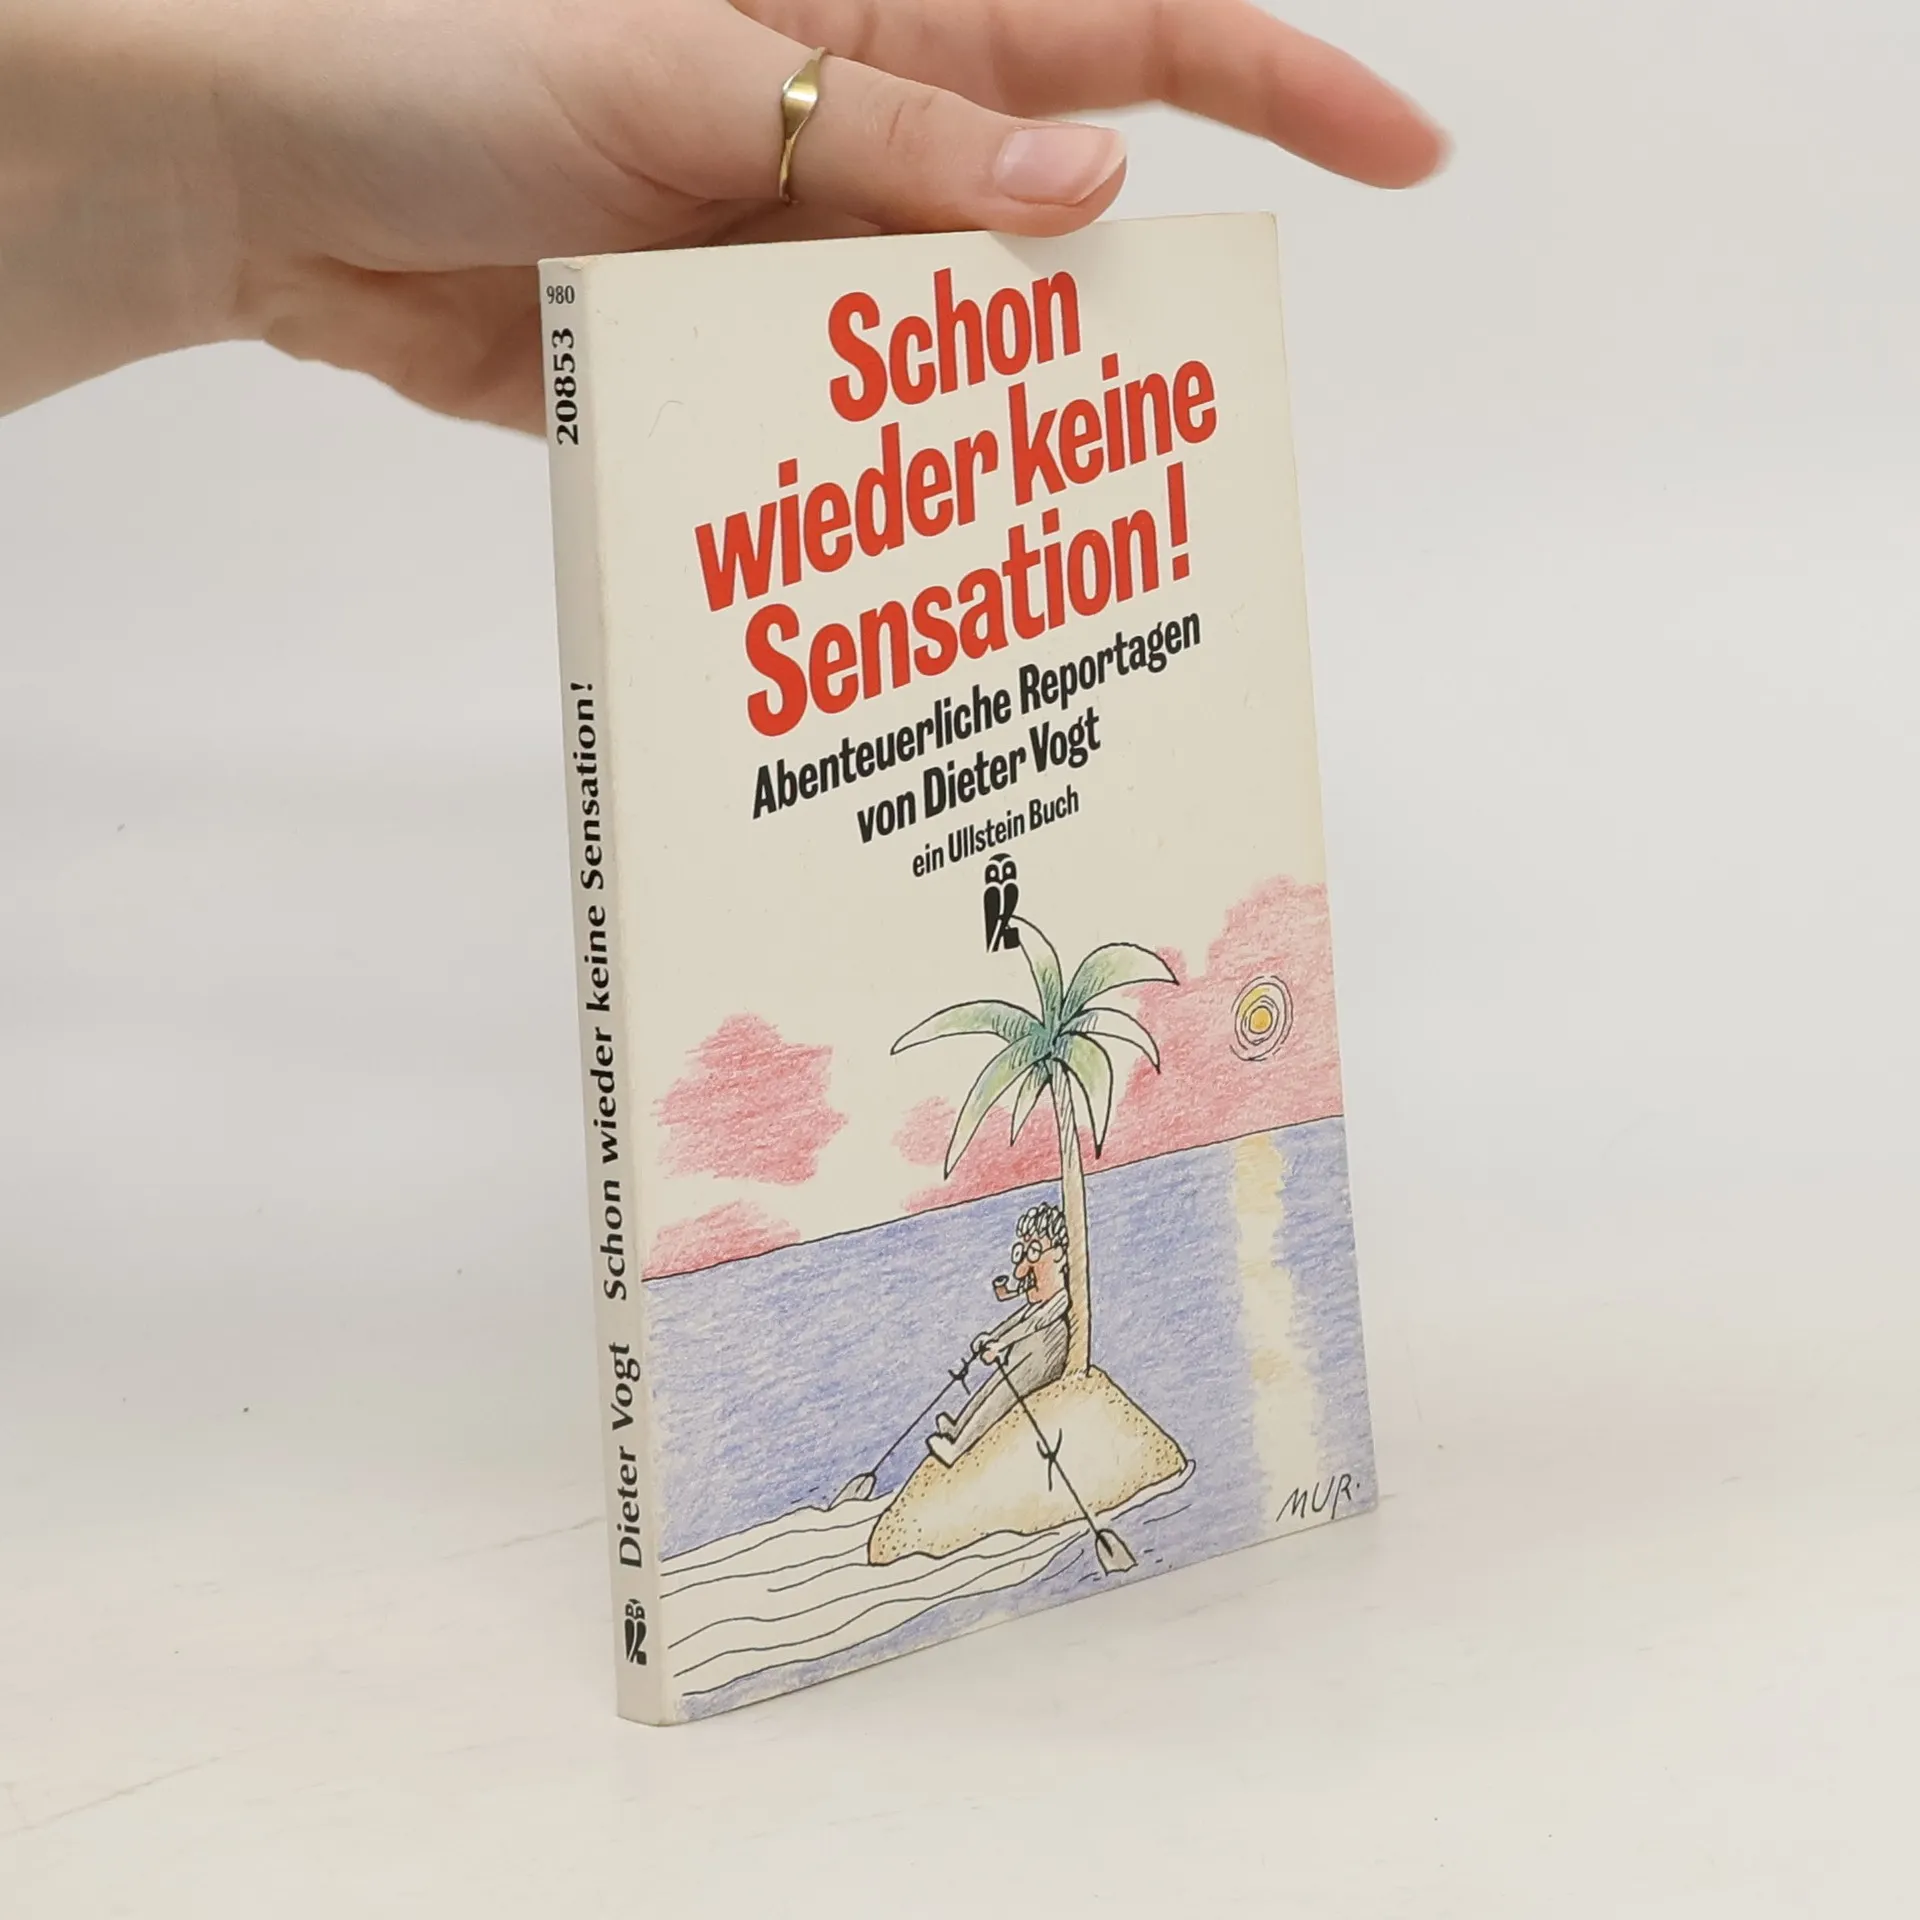 980
20853
Schon wieder keine Sensation!
Dieter Vogt
Schon
wieder keine
Sensation!
Abenteuerliche Reportagen
von Dieter Vogt
ein Ullstein Buch
MUR.